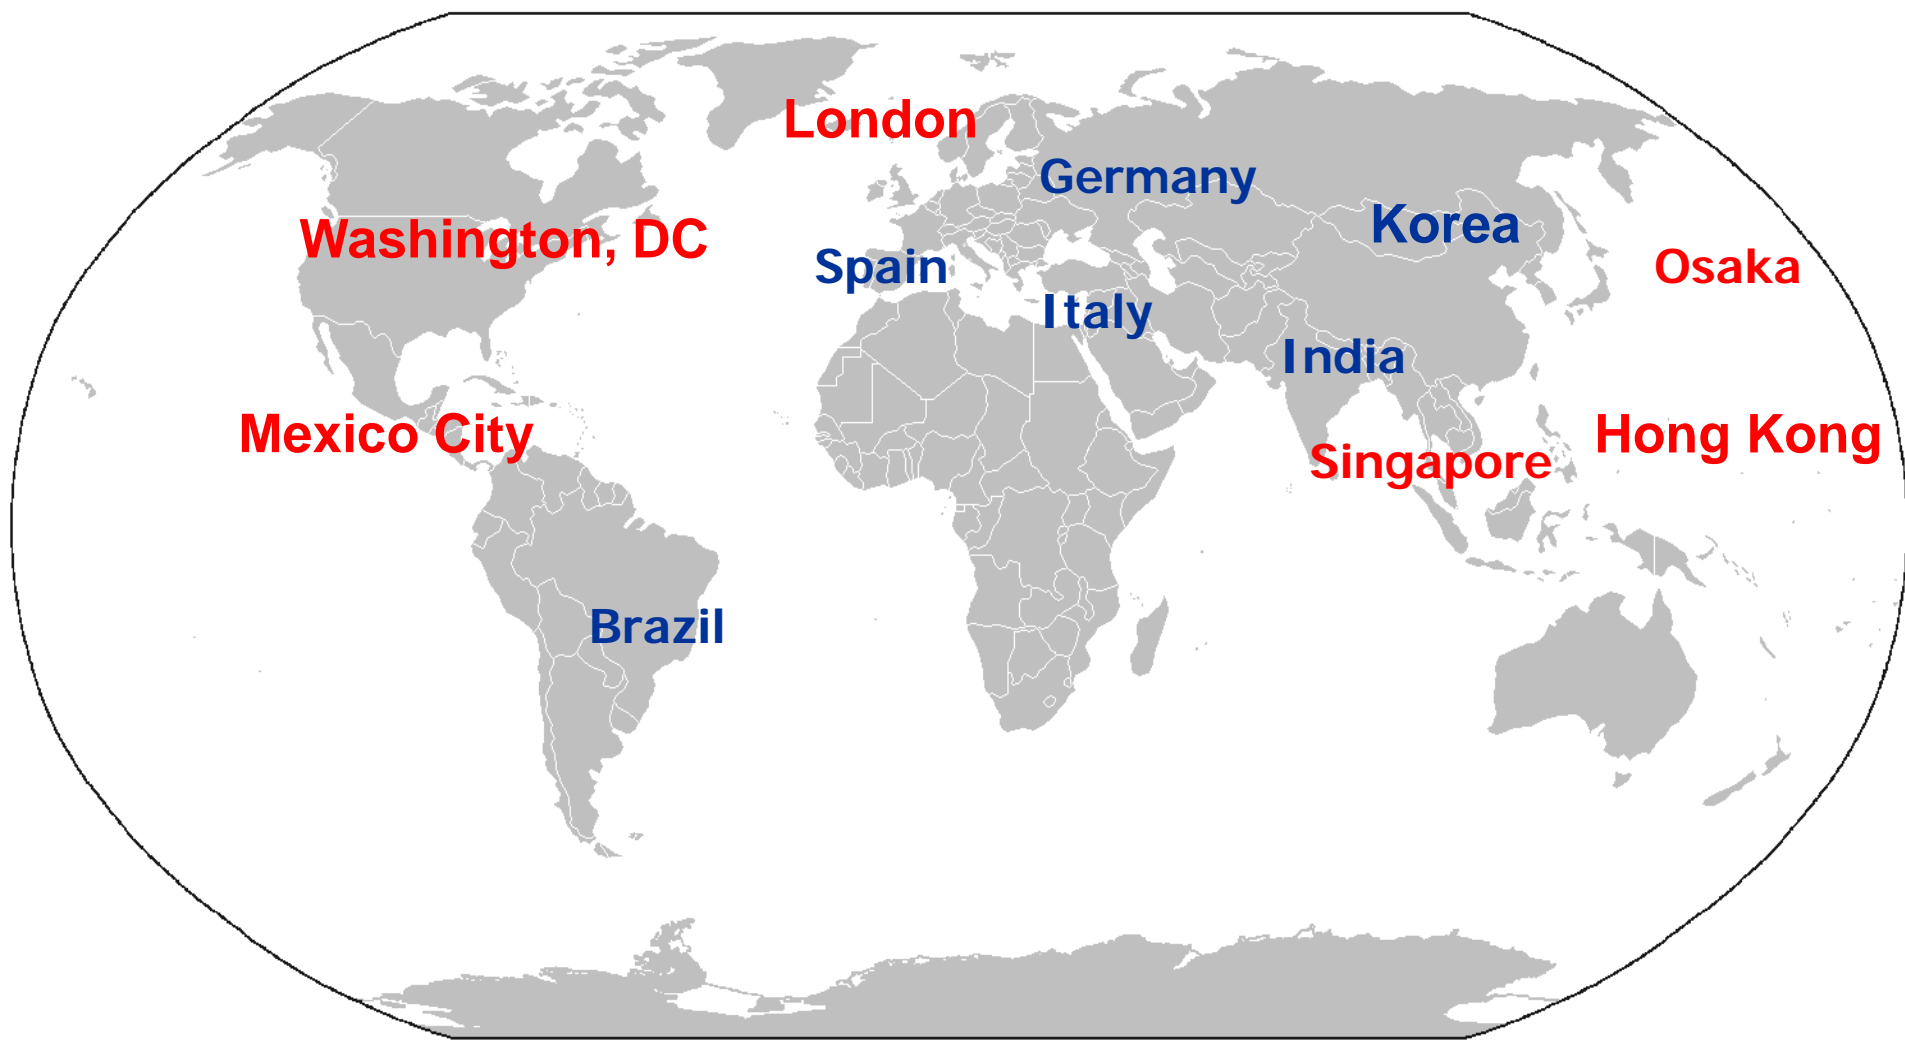 London
Germany
Washington, DC
Korea
Spain
Osaka
Italy
India
Mexico City
Hong Kong
Singapore
Brazil